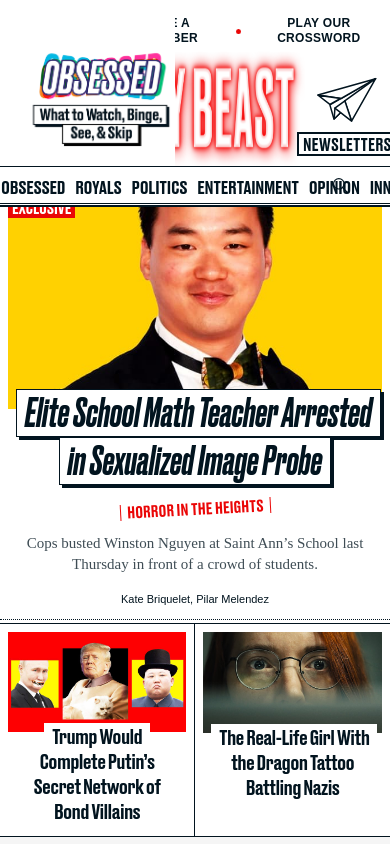 E A
BER
PLAY OUR
CROSSWORD
OBSESSED
What to Watch, Binge,
See, & Skip
Y BEAST
NEWSLETTERS
OBSESSED ROYALS POLITICS ENTERTAINMENT OPINION INN
EXCLUSIVE
Elite School Math Teacher Arrested
in Sexualized Image Probe
HORROR IN THE HEIGHTS
Cops busted Winston Nguyen at Saint Ann’s School last
Thursday in front of a crowd of students.
Kate Briquelet, Pilar Melendez
Trump Would
Complete Putin’s
Secret Network of
Bond Villains
The Real-Life Girl With
the Dragon Tattoo
Battling Nazis